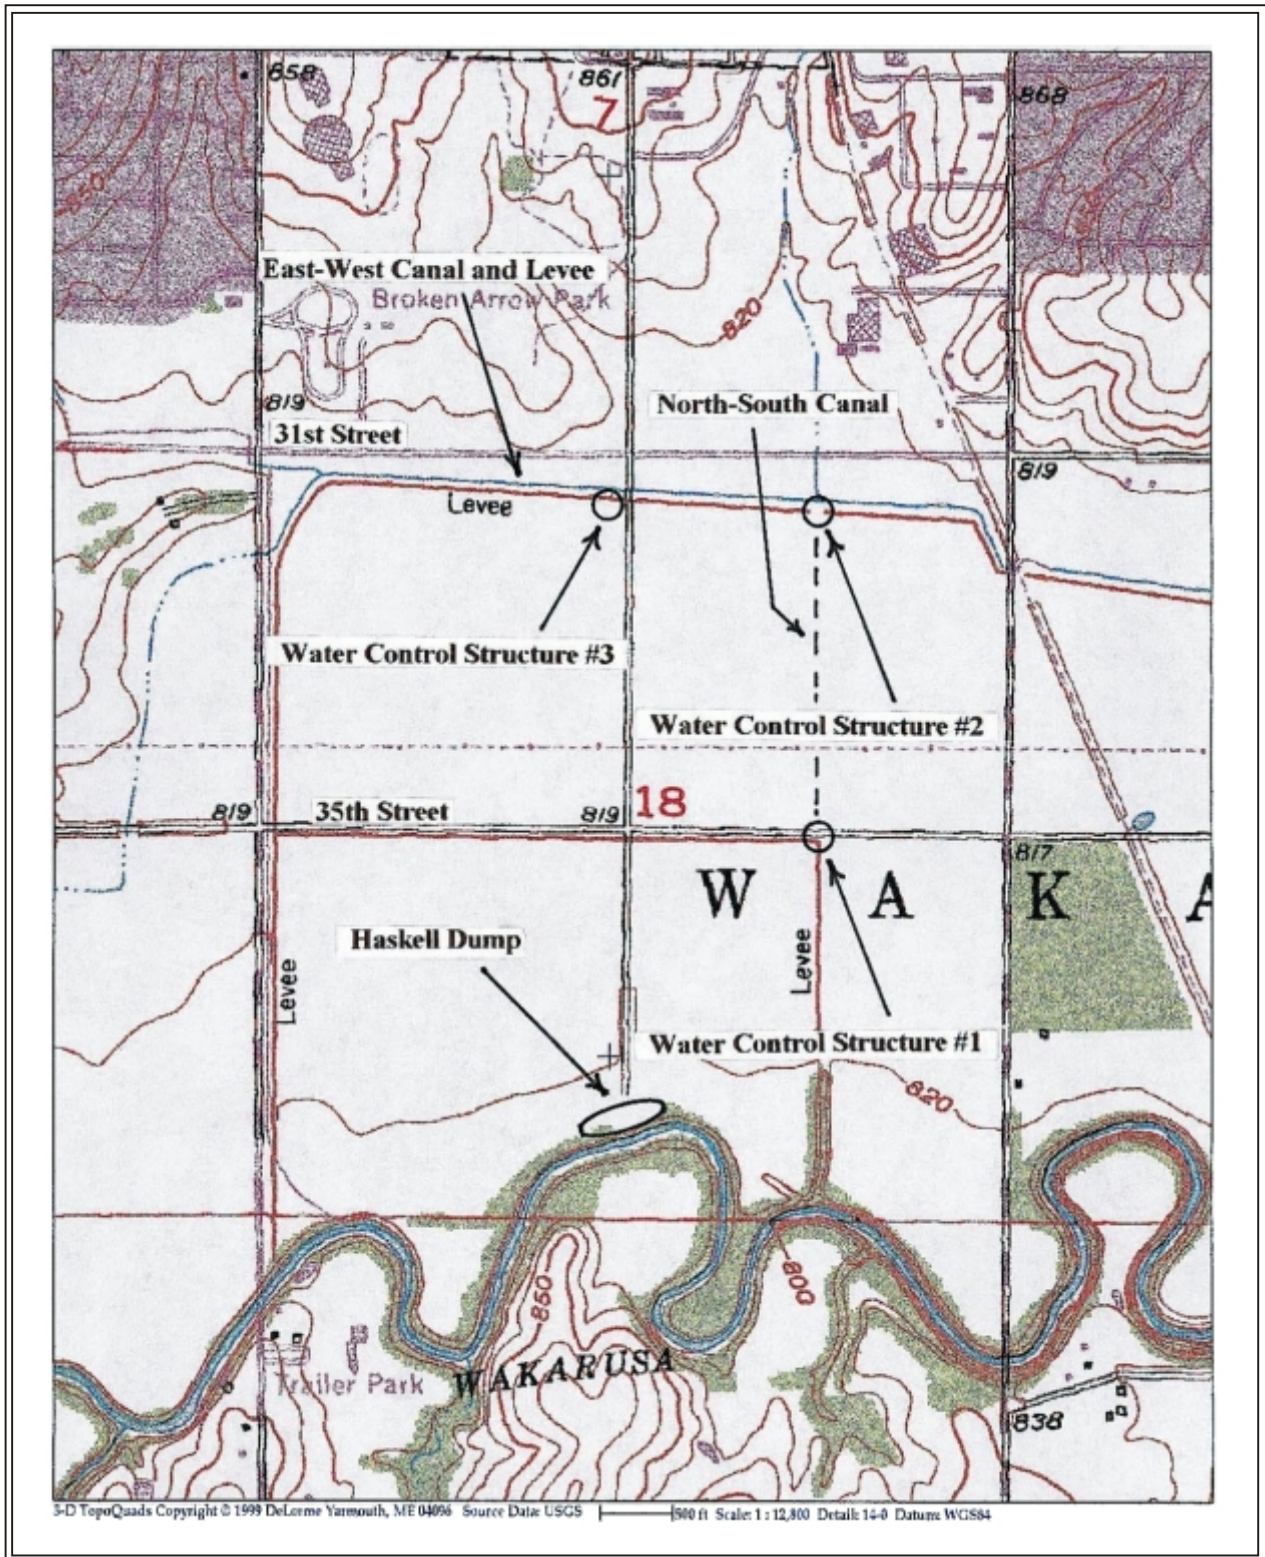 858
861
7
868
850
East-West Canal and Levee
Broken Arrow Park
820
819
North-South Canal
31st Street
819
Levee
Water Control Structure #3
Water Control Structure #2
819
35th Street
819
18
817
W A K A
Haskell Dump
Levee
Levee
Water Control Structure #1
820
860
800
WAKARUSA
Trailer Park
838
3-D TopoQuads Copyright © 1999 DeLorme Yarmouth, ME 04096 Source Data: USGS 500 ft Scale: 1 : 12,800 Detail: 14-0 Datum: WGS84